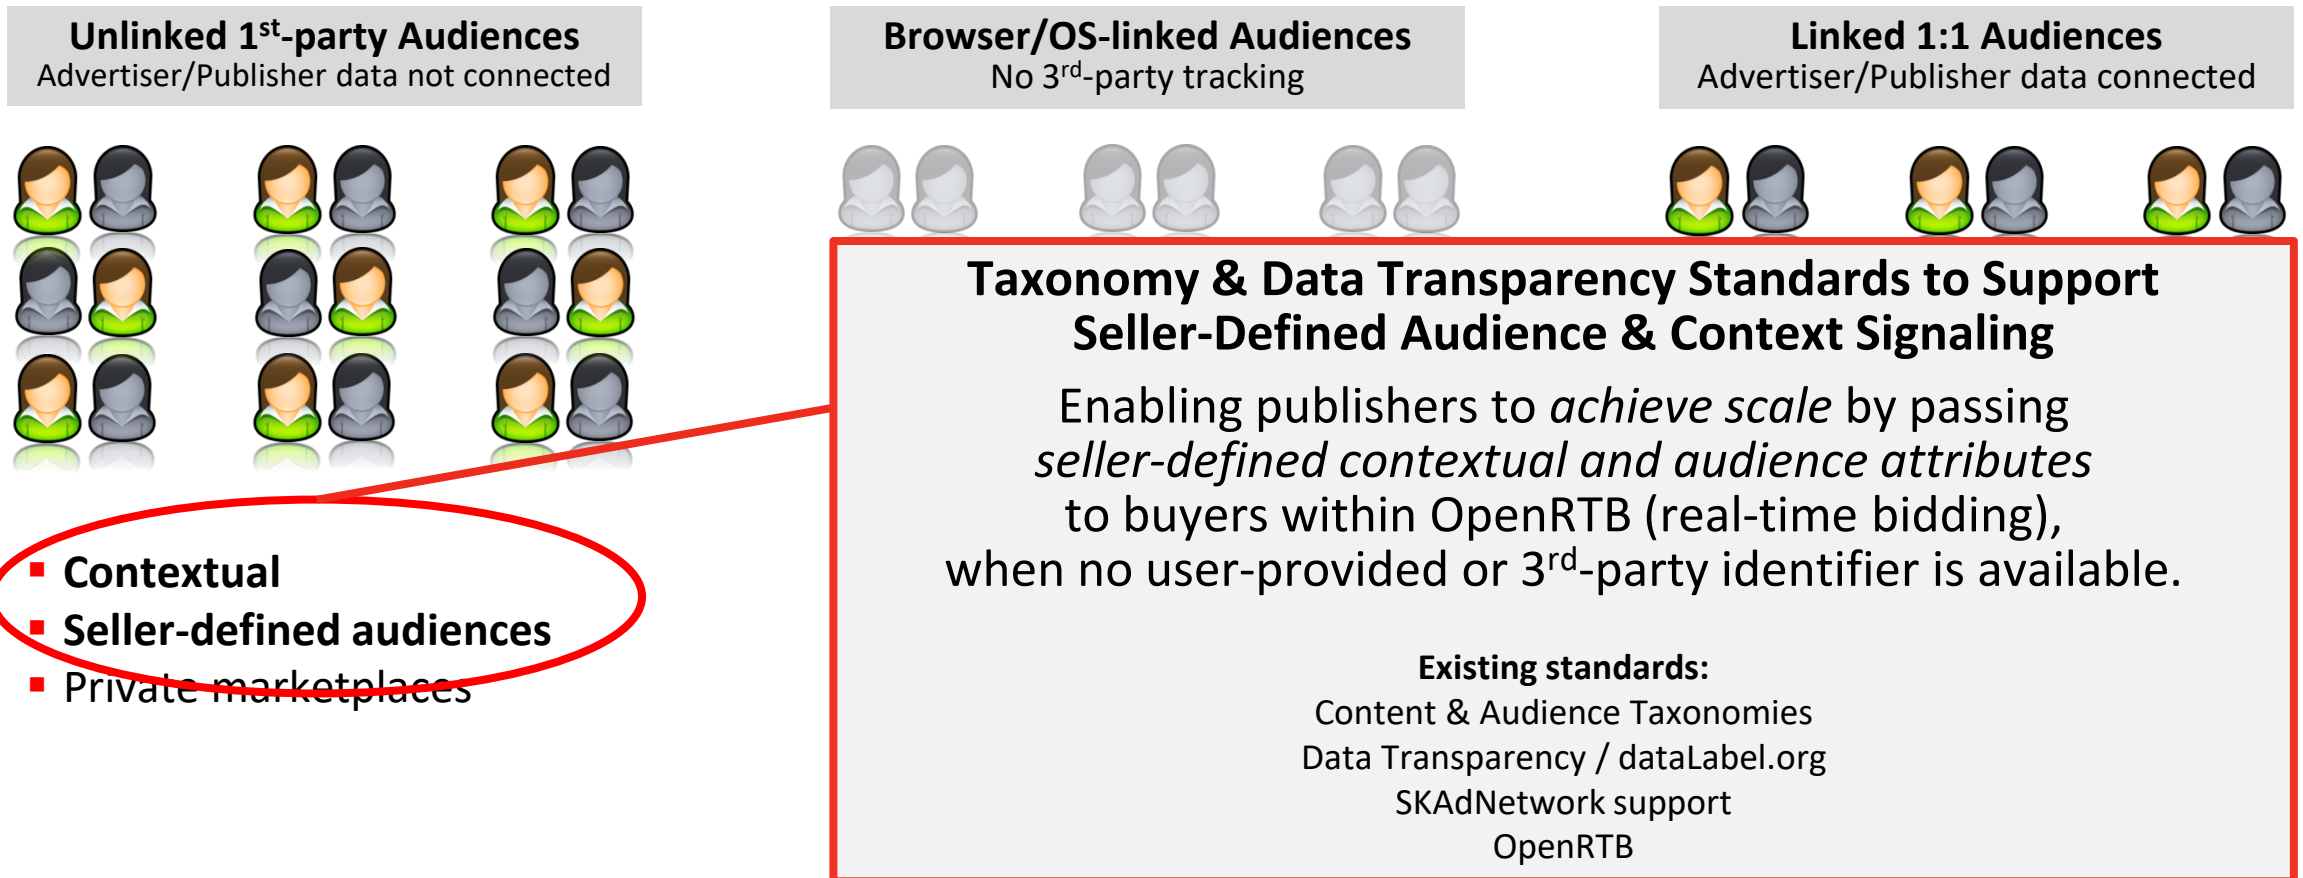 Unlinked 1st-party Audiences
Advertiser/Publisher data not connected
Browser/OS-linked Audiences
No 3rd-party tracking
Linked 1:1 Audiences
Advertiser/Publisher data connected
▪ Contextual
▪ Seller-defined audiences
▪ Private marketplaces
Taxonomy & Data Transparency Standards to Support
Seller-Defined Audience & Context Signaling
Enabling publishers to achieve scale by passing
seller-defined contextual and audience attributes
to buyers within OpenRTB (real-time bidding),
when no user-provided or 3rd-party identifier is available.
Existing standards:
Content & Audience Taxonomies
Data Transparency / dataLabel.org
SKAdNetwork support
OpenRTB